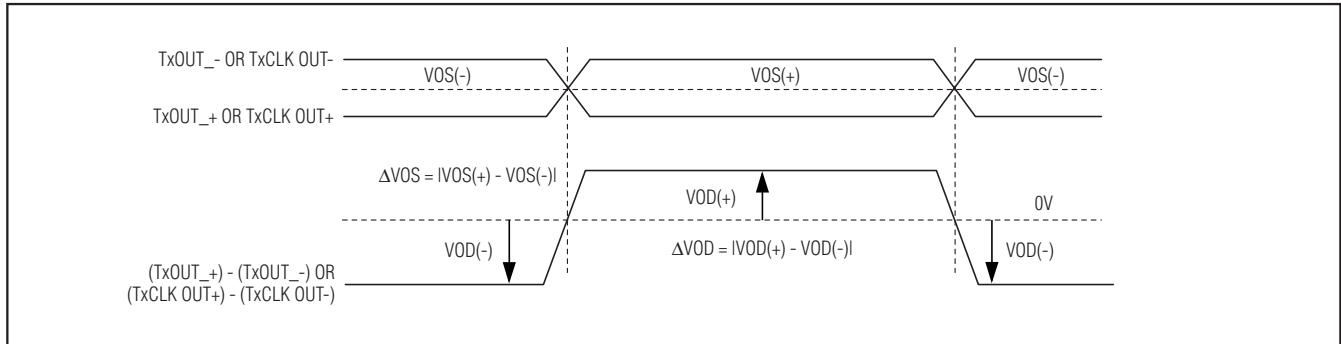 TxOUT_- OR TxCLK OUT-
VOS(-)
VOS(+)
VOS(-)
TxOUT_+ OR TxCLK OUT+
ΔVOS = |VOS(+) - VOS(-)|
VOD(+)
0V
VOD(-)
ΔVOD = |VOD(+) - VOD(-)|
VOD(-)
(TxOUT_+) - (TxOUT_-) OR
(TxCLK OUT+) - (TxCLK OUT-)